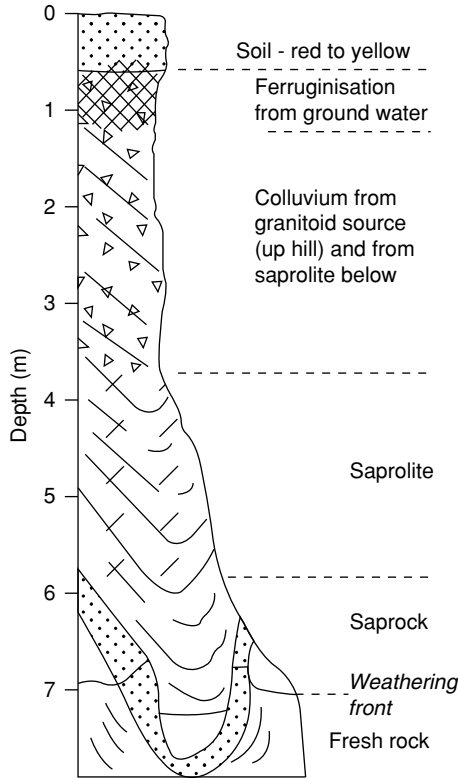 0
Soil - red to yellow
Ferruginisation
from ground water
1
Colluvium from
granitoid source
(up hill) and from
saprolite below
2
3
Depth (m)
4
Saprolite
5
6
Saprock
7
Weathering
front
Fresh rock
8